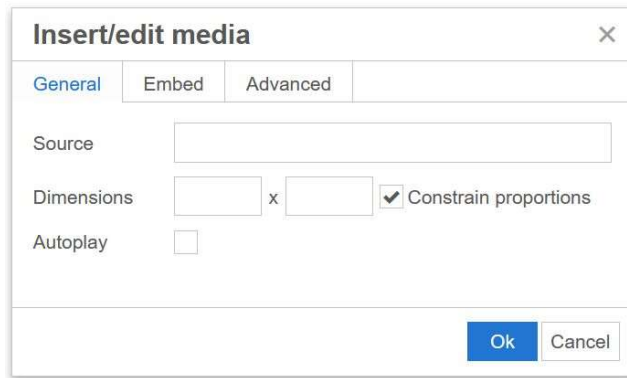 Insert/edit media
General Embed Advanced
Source
Dimensions x Constrain proportions
Autoplay
Ok Cancel